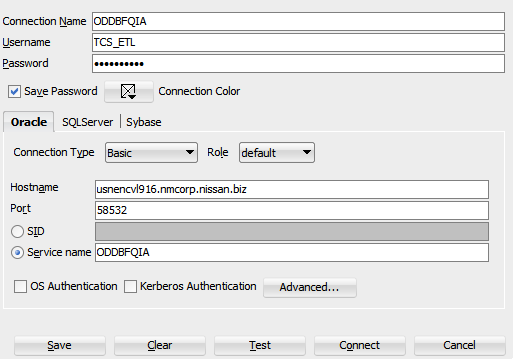 Connection Name ODDBFQIA
Username TCS_ETL
Password ••••••••••
Save Password Connection Color
Oracle SQLServer Sybase
Connection Type Basic Role default
Hostname usnencvl916.nmcorp.nissan.biz
Port 58532
SID
Service name ODDBFQIA
OS Authentication Kerberos Authentication Advanced...
Save Clear Test Connect Cancel